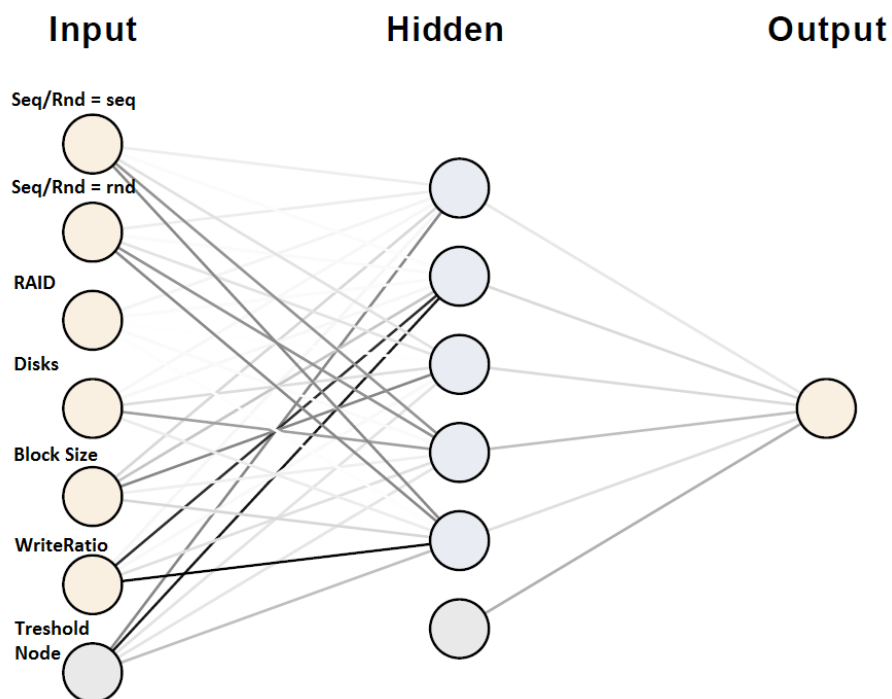 Input Hidden Output
Seq/Rnd = seq
Seq/Rnd = rnd
RAID
Disks
Block Size
WriteRatio
Treshold
Node